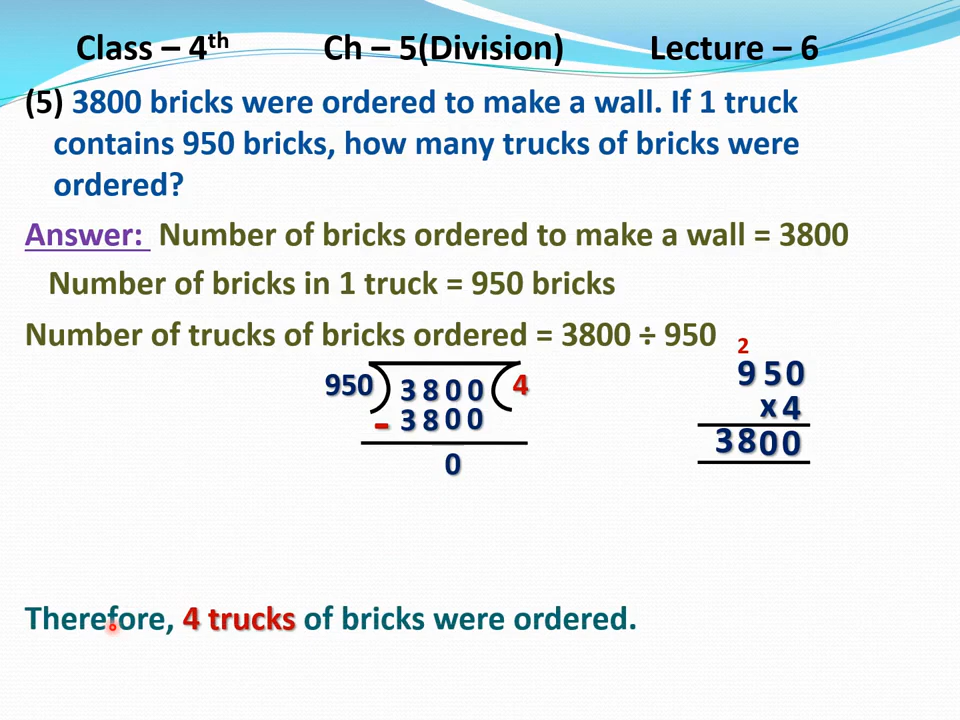 Class – 4th Ch – 5(Division) Lecture – 6
(5) 3800 bricks were ordered to make a wall. If 1 truck
contains 950 bricks, how many trucks of bricks were
ordered?
Answer: Number of bricks ordered to make a wall = 3800
Number of bricks in 1 truck = 950 bricks
Number of trucks of bricks ordered = 3800 ÷ 950
2
950 3800 4 950
- 3800 x4
3800
0
Therefore, 4 trucks of bricks were ordered.